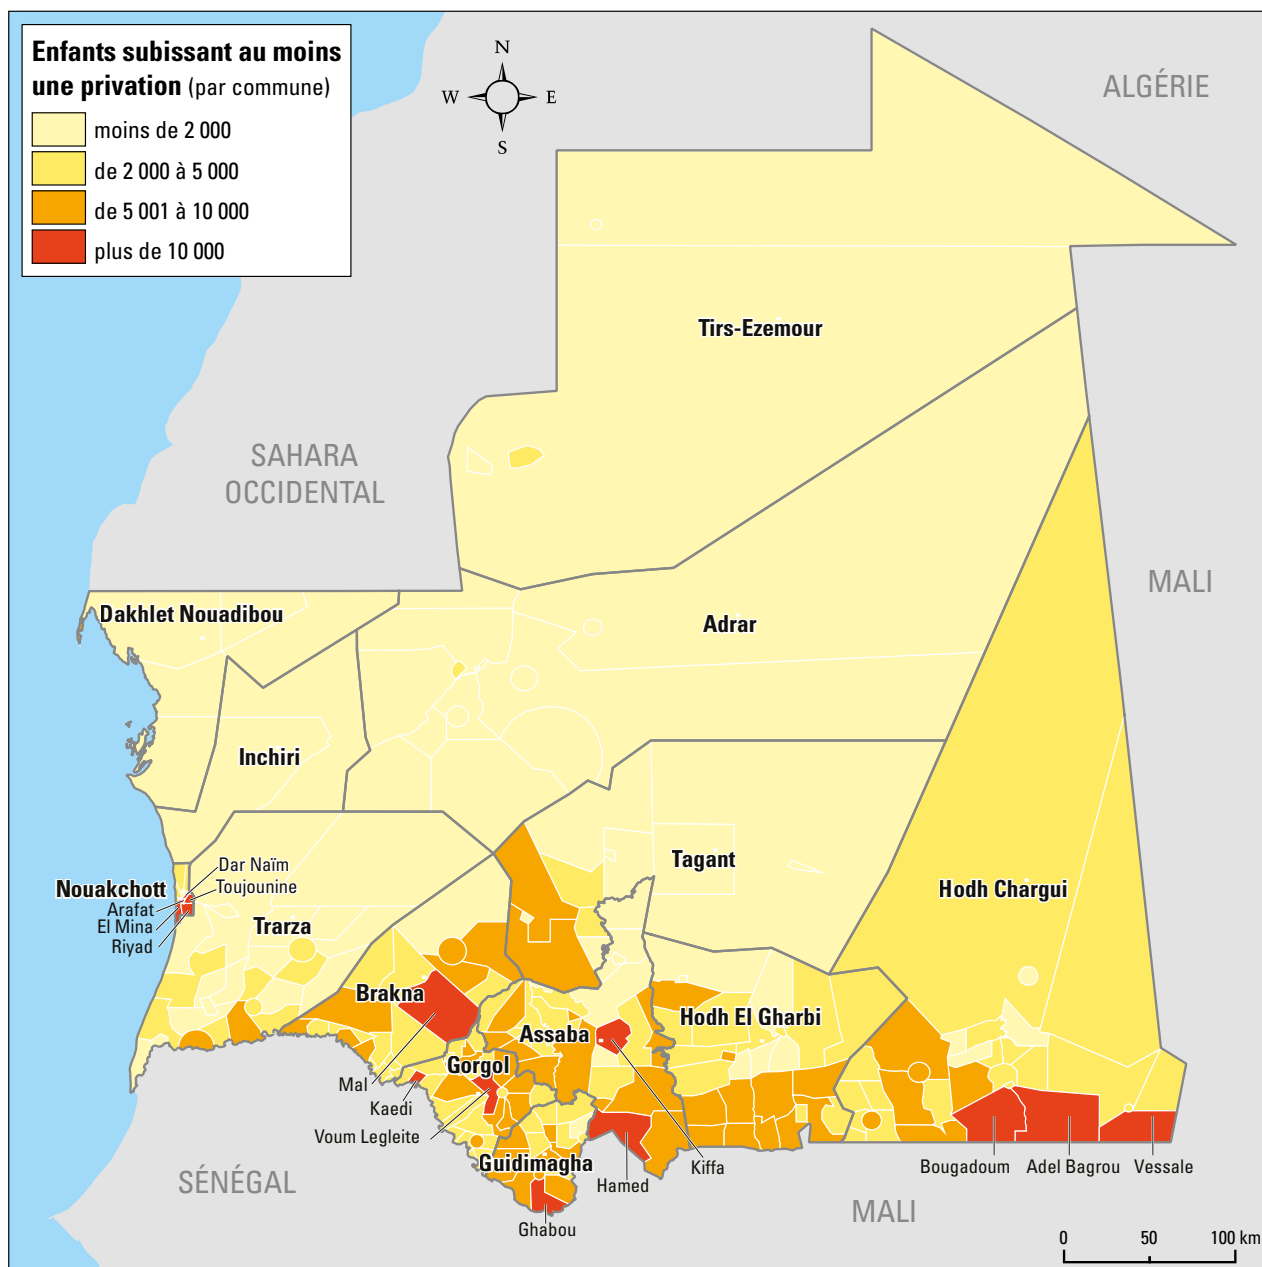 Enfants subissant au moins
une privation (par commune)
moins de 2 000
de 2 000 à 5 000
de 5 001 à 10 000
plus de 10 000
N
W
E
S
ALGÉRIE
Tirs-Ezemour
SAHARA
OCCIDENTAL
MALI
Dakhlet Nouadibou
Adrar
Inchiri
Tagant
Hodh Chargui
Dar Naïm
Nouakchott
Toujounine
Arafat
El Mina
Riyad
Trarza
Brakna
Assaba
Hodh El Gharbi
Gorgol
Mal
Kaedi
Voum Legleite
Guidimagha
Hamed
Kiffa
Bougadoum
Adel Bagrou
Vessale
SÉNÉGAL
Ghabou
MALI
0
50
100 km